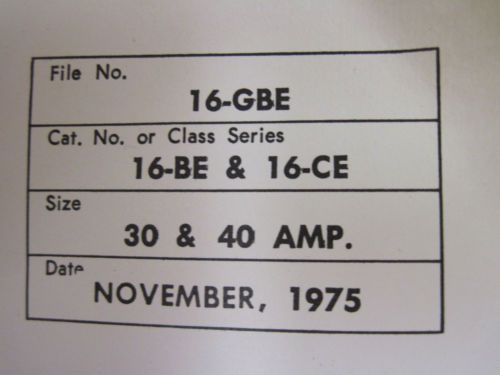 File No.
16-GBE
Cat. No. or Class Series
16-BE & 16-CE
Size
30 & 40 AMP.
Date
NOVEMBER, 1975